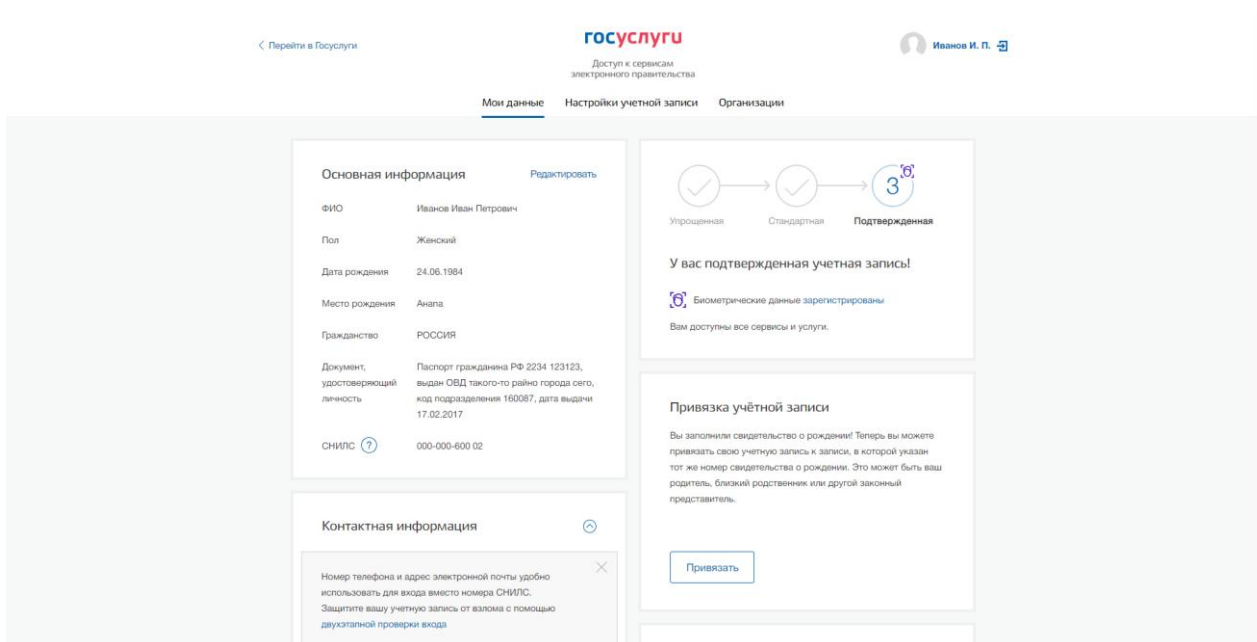 Перейти в Госуслуги
госуслуги
Иванов И. П.
Доступ к сервисам
электронного правительства
Мои данные Настройки учетной записи Организации
Основная информация Редактировать
ФИО Иванов Иван Петрович
Пол Женский
Дата рождения 24.06.1984
Место рождения Анапа
Гражданство РОССИЯ
Документ,
удостоверяющий
личность
Паспорт гражданина РФ 2234 123123,
выдан ОВД такого-то райно города сего,
код подразделения 160087, дата выдачи
17.02.2017
СНИЛС ? 000-000-600 02
Контактная информация
Номер телефона и адрес электронной почты удобно
использовать для входа вместо номера СНИЛС.
Защитите вашу учетную запись от взлома с помощью
двухэтапной проверки входа
3
Упрощенная Стандартная Подтвержденная
У вас подтвержденная учетная запись!
Биометрические данные зарегистрированы
Вам доступны все сервисы и услуги.
Привязка учётной записи
Вы заполнили свидетельство о рождении! Теперь вы можете
привязать свою учетную запись к записи, в которой указан
тот же номер свидетельства о рождении. Это может быть ваш
родитель, близкий родственник или другой законный
представитель.
Привязать